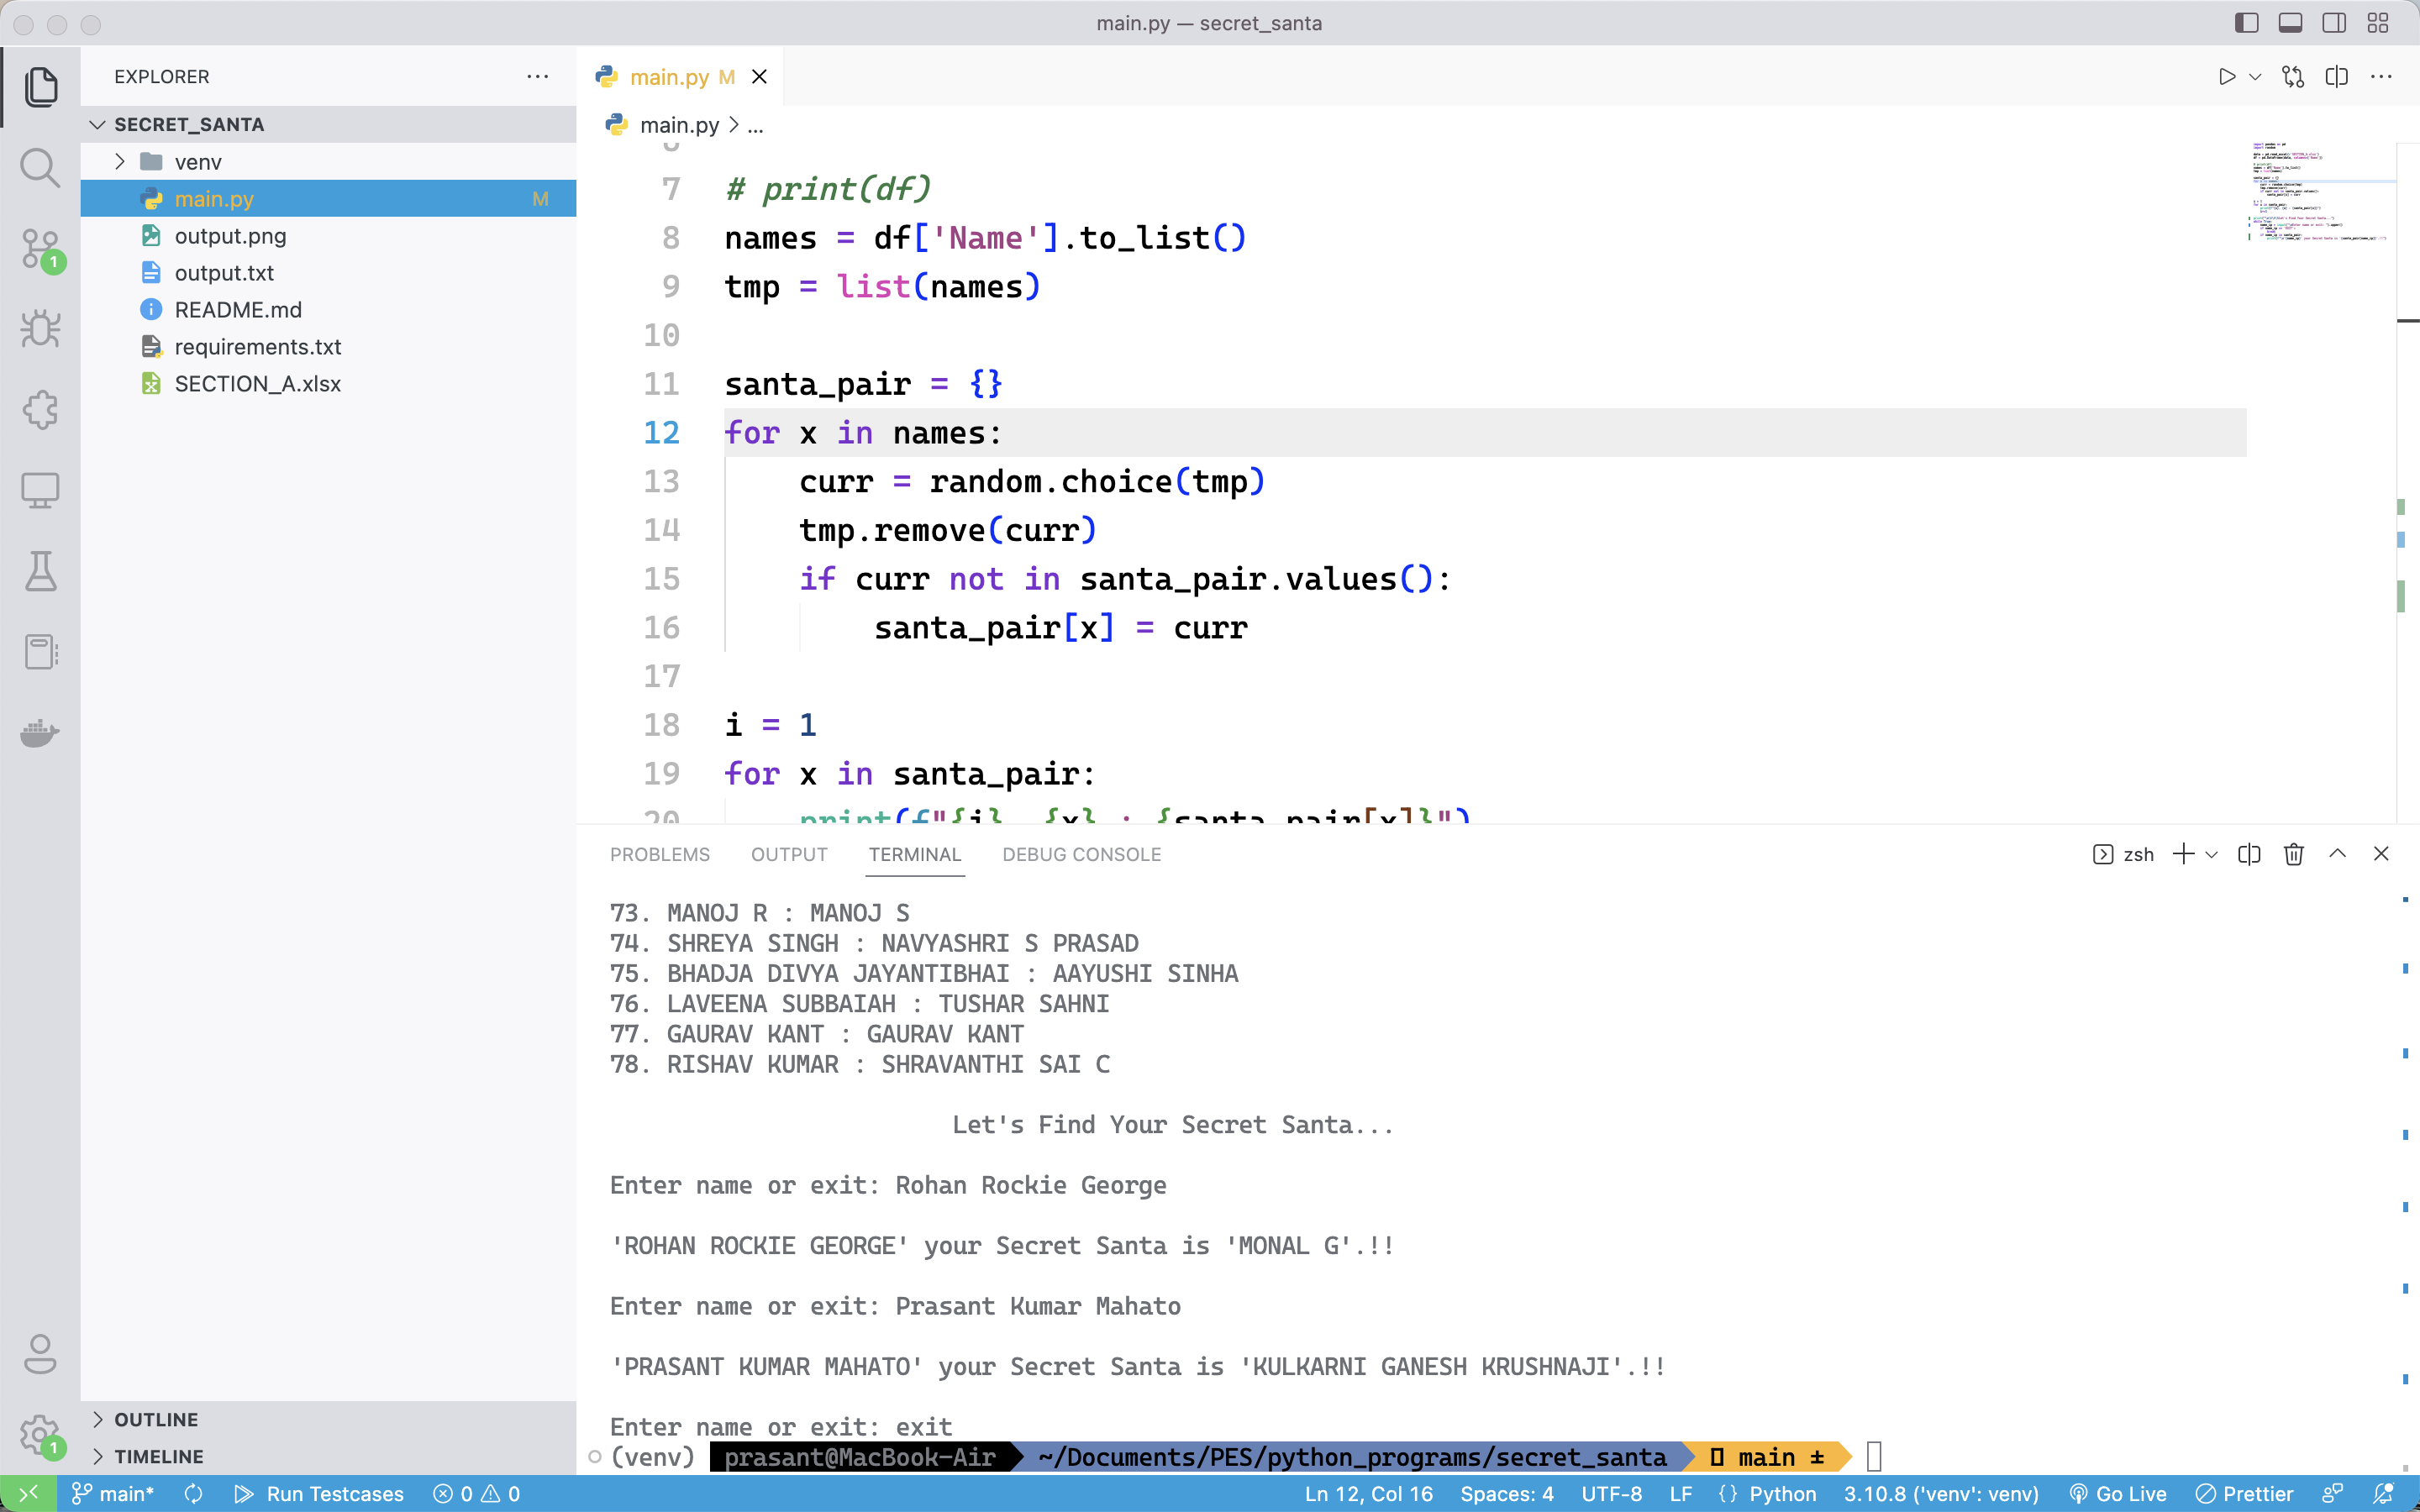 main.py — secret_santa
EXPLORER
SECRET_SANTA
venv
main.py M
output.png
output.txt
README.md
requirements.txt
SECTION_A.xlsx
OUTLINE
TIMELINE
1
1
main.py M
main.py > ...
7 # print(df)
8 names = df['Name'].to_list()
9 tmp = list(names)
10
11 santa_pair = {}
12 for x in names:
13     curr = random.choice(tmp)
14     tmp.remove(curr)
15     if curr not in santa_pair.values():
16         santa_pair[x] = curr
17
18 i = 1
19 for x in santa_pair:
20     print(f"{i}. {x} : {santa_pair[x]}")
PROBLEMS OUTPUT TERMINAL DEBUG CONSOLE zsh
73. MANOJ R : MANOJ S
74. SHREYA SINGH : NAVYASHRI S PRASAD
75. BHADJA DIVYA JAYANTIBHAI : AAYUSHI SINHA
76. LAVEENA SUBBAIAH : TUSHAR SAHNI
77. GAURAV KANT : GAURAV KANT
78. RISHAV KUMAR : SHRAVANTHI SAI C
Let's Find Your Secret Santa...
Enter name or exit: Rohan Rockie George
'ROHAN ROCKIE GEORGE' your Secret Santa is 'MONAL G'.!!
Enter name or exit: Prasant Kumar Mahato
'PRASANT KUMAR MAHATO' your Secret Santa is 'KULKARNI GANESH KRUSHNAJI'.!!
Enter name or exit: exit
(venv) prasant@MacBook-Air ~/Documents/PES/python_programs/secret_santa main ±
main* Run Testcases 0 0 Ln 12, Col 16 Spaces: 4 UTF-8 LF {} Python 3.10.8 ('venv': venv) Go Live Prettier